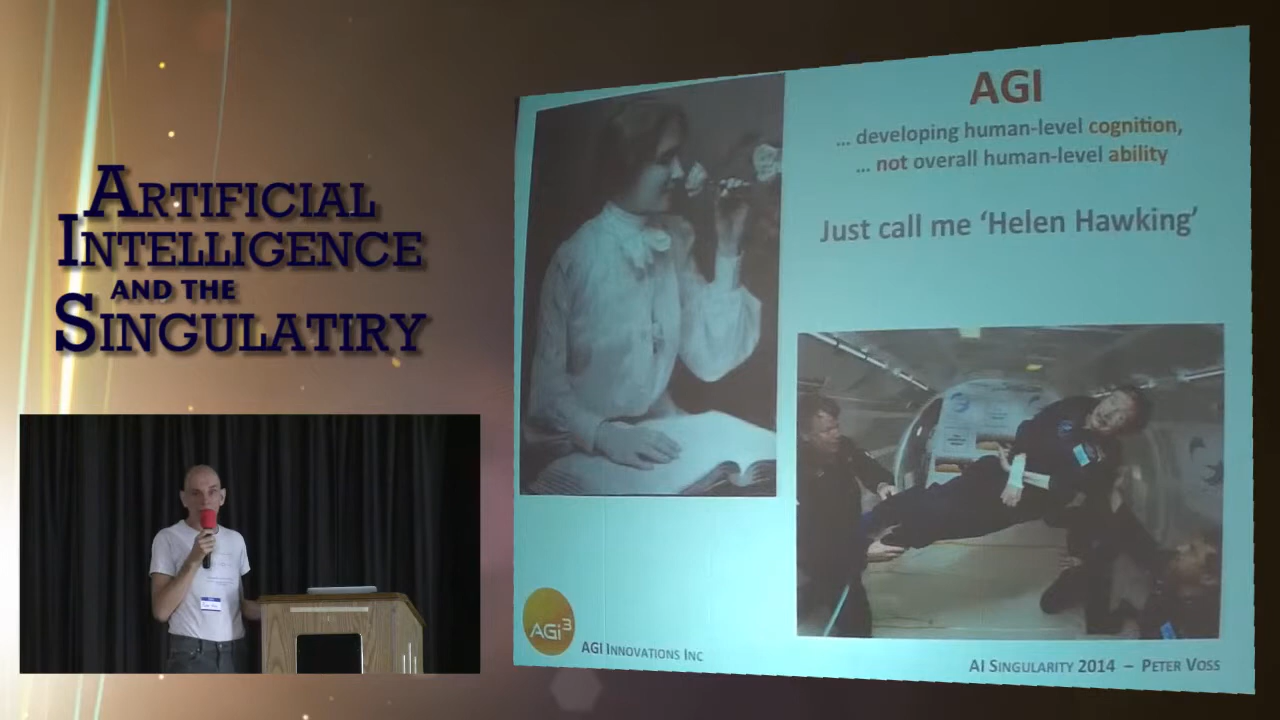 ARTIFICIAL
INTELLIGENCE
AND THE
SINGULATIRY
AGI
... developing human-level cognition,
... not overall human-level ability
Just call me ‘Helen Hawking’
AGi3
AGI INNOVATIONS INC
AI SINGULARITY 2014 – PETER VOSS